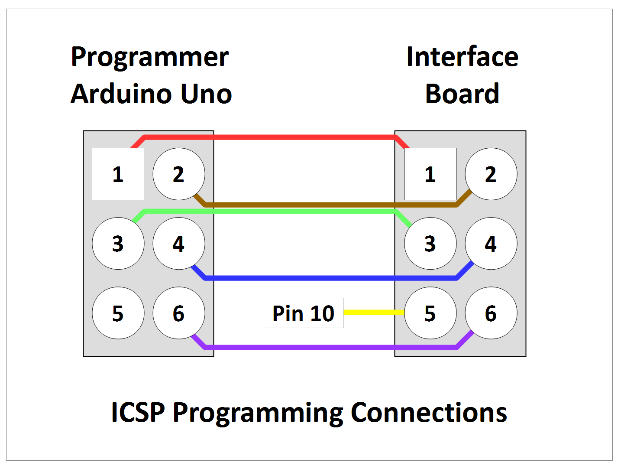 Programmer
Arduino Uno
Interface
Board
1 2 1 2
3 4 3 4
5 6 Pin 10 5 6
ICSP Programming Connections